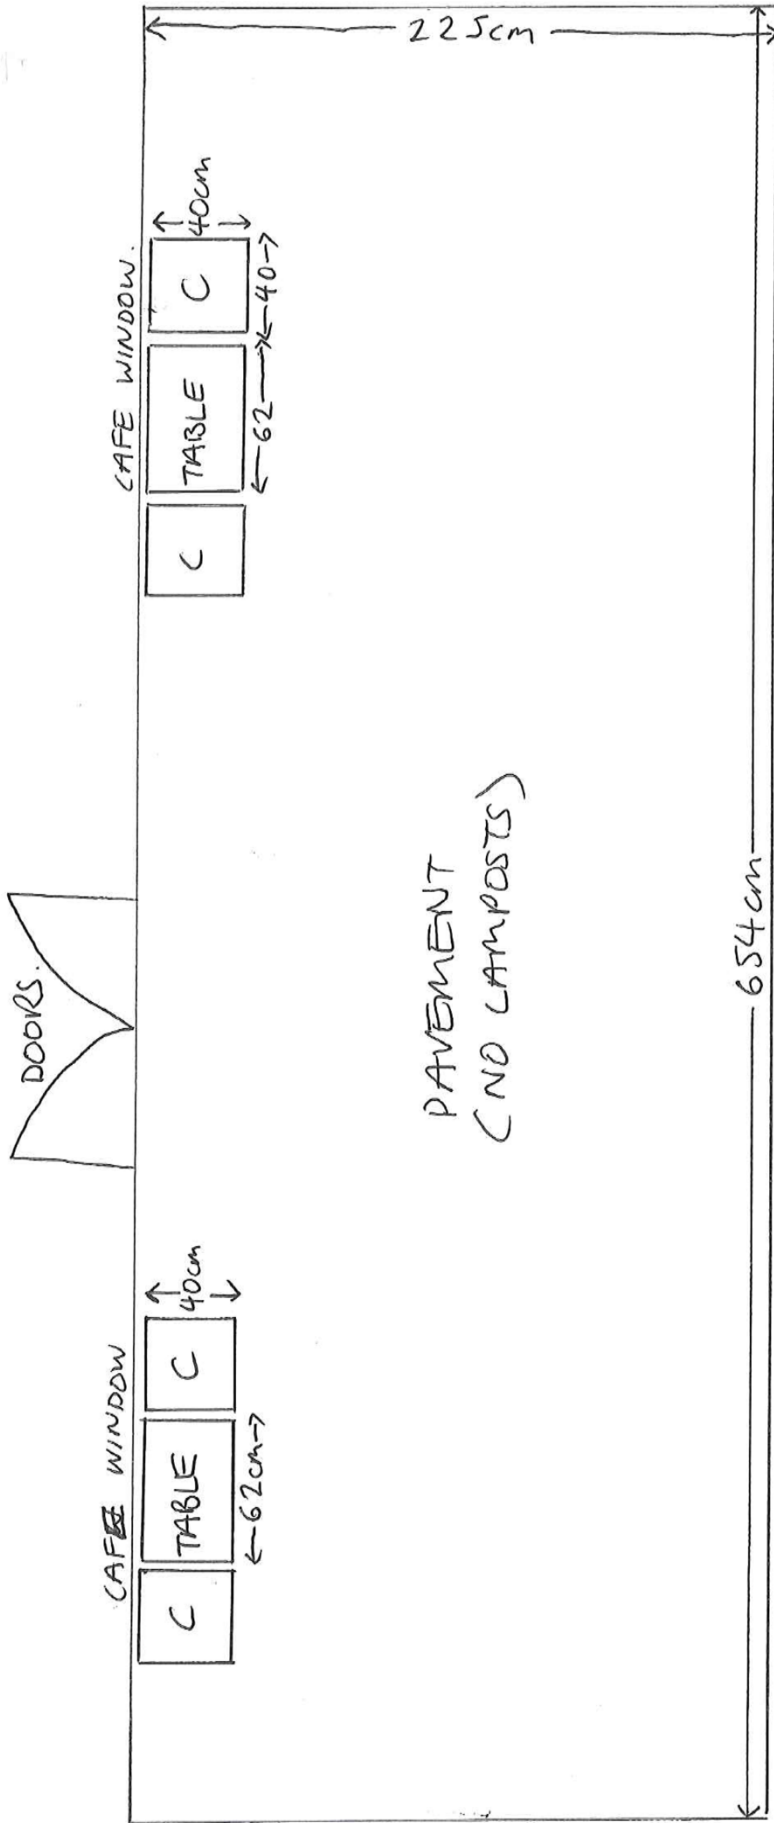 DOORS.
CAFE WINDOW
CAFE WINDOW.
C
TABLE
C
40cm
←62cm→
C
TABLE
C
40cm
←62→
←40→
PAVEMENT
(NO LAMPOSTS)
225cm
654cm